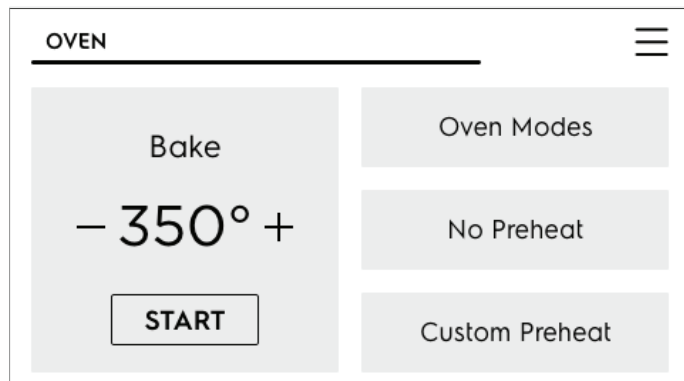 OVEN
Bake
− 350° +
START
Oven Modes
No Preheat
Custom Preheat